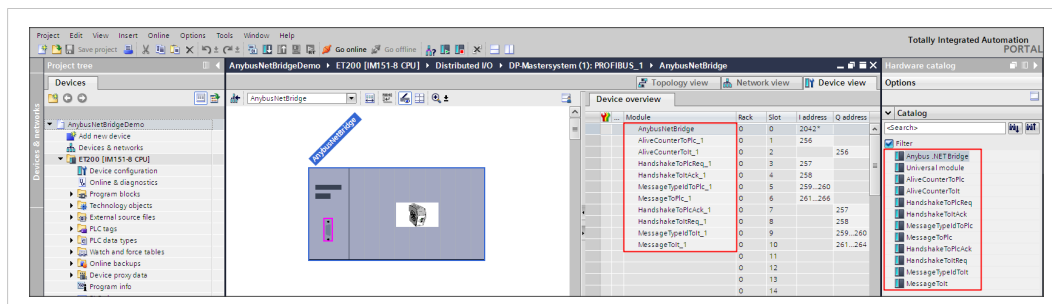 Project Edit View Insert Online Options Tools Window Help
Totally Integrated Automation
PORTAL
Save project Go online Go offline
Project tree
AnybusNetBridgeDemo ▸ ET200 [IM151-8 CPU] ▸ Distributed I/O ▸ DP-Mastersystem (1): PROFIBUS_1 ▸ AnybusNetBridge
Hardware catalog
Devices
Topology view Network view Device view
Options
AnybusNetBridge
Device overview
Module Rack Slot I address Q address
AnybusNetBridge 0 0 2042*
AliveCounterToPlc_1 0 1 256
AliveCounterToIt_1 0 2 256
HandshakeToPlcReq_1 0 3 257
HandshakeToItAck_1 0 4 258
MessageTypeIdToPlc_1 0 5 259...260
MessageToPlc_1 0 6 261...266
HandshakeToPlcAck_1 0 7 257
HandshakeToItReq_1 0 8 258
MessageTypeIdToIt_1 0 9 259...260
MessageToIt_1 0 10 261...264
0 11
0 12
0 13
0 14
Devices & networks
AnybusNetBridgeDemo
Add new device
Devices & networks
ET200 [IM151-8 CPU]
Device configuration
Online & diagnostics
Program blocks
Technology objects
External source files
PLC tags
PLC data types
Watch and force tables
Online backups
Device proxy data
Program info
AnybusNetBridge
Catalog
<Search>
Filter
Anybus .NET Bridge
Universal module
AliveCounterToPlc
AliveCounterToIt
HandshakeToPlcReq
HandshakeToItAck
MessageTypeIdToPlc
MessageToPlc
HandshakeToPlcAck
HandshakeToItReq
MessageTypeIdToIt
MessageToIt